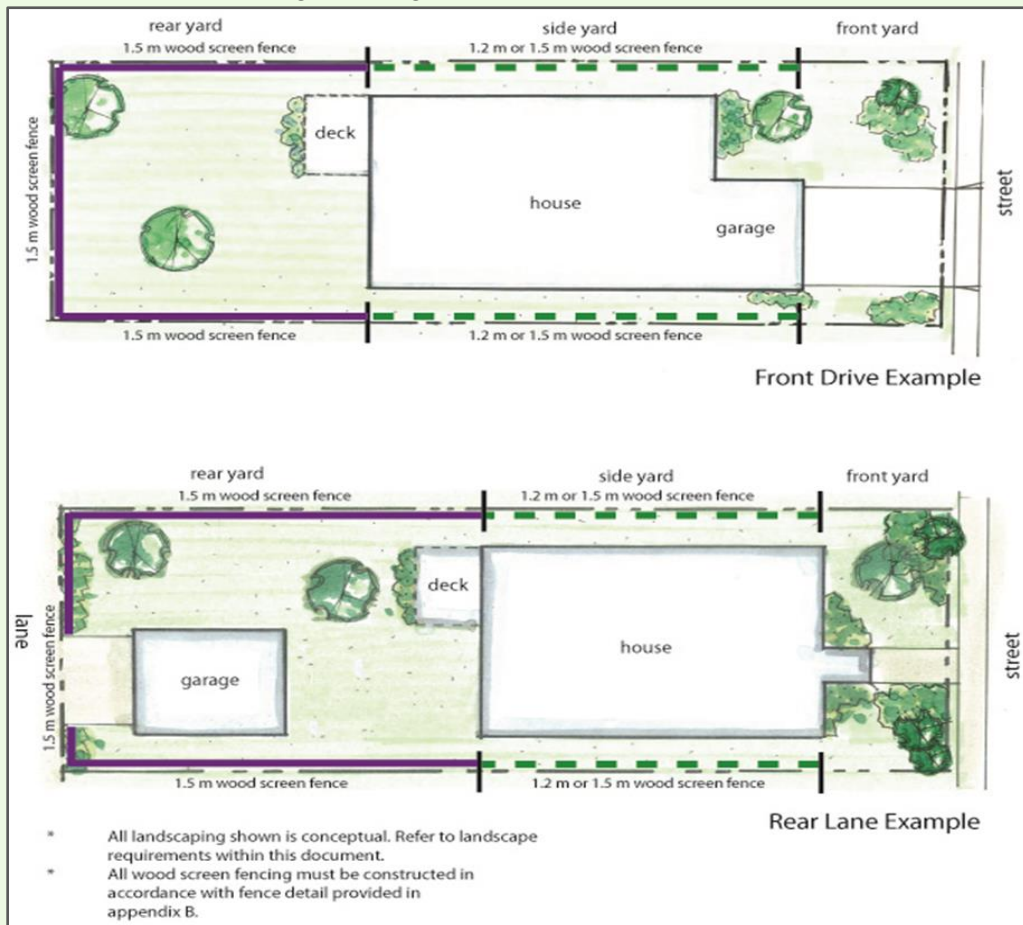 rear yard
side yard
front yard
1.5 m wood screen fence
1.2 m or 1.5 m wood screen fence
1.5 m wood screen fence
deck
house
garage
street
1.5 m wood screen fence
1.2 m or 1.5 m wood screen fence
Front Drive Example
rear yard
side yard
front yard
1.5 m wood screen fence
1.2 m or 1.5 m wood screen fence
lane
1.5 m wood screen fence
deck
house
garage
street
1.5 m wood screen fence
1.2 m or 1.5 m wood screen fence
Rear Lane Example
* All landscaping shown is conceptual. Refer to landscape
requirements within this document.
* All wood screen fencing must be constructed in
accordance with fence detail provided in
appendix B.